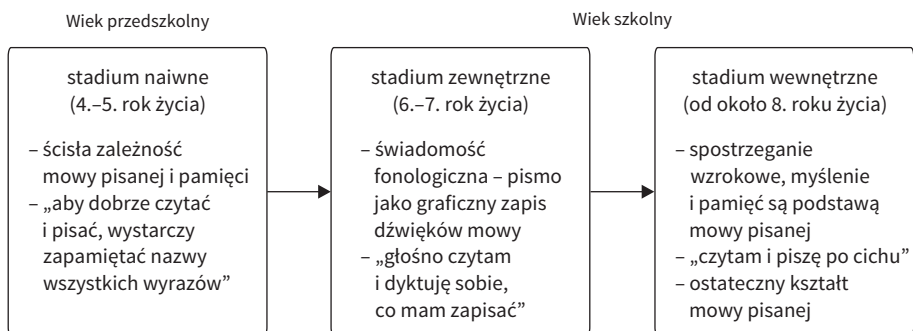 Wiek przedszkolny
Wiek szkolny
stadium naiwne
(4.–5. rok życia)
– ścisła zależność
mowy pisanej i pamięci
– „aby dobrze czytać
i pisać, wystarczy
zapamiętać nazwy
wszystkich wyrazów”
stadium zewnętrzne
(6.–7. rok życia)
– świadomość
fonologiczna – pismo
jako graficzny zapis
dźwięków mowy
– „głośno czytam
i dyktuję sobie,
co mam zapisać”
stadium wewnętrzne
(od około 8. roku życia)
– spostrzeganie
wzrokowe, myślenie
i pamięć są podstawą
mowy pisanej
– „czytam i piszę po cichu”
– ostateczny kształt
mowy pisanej